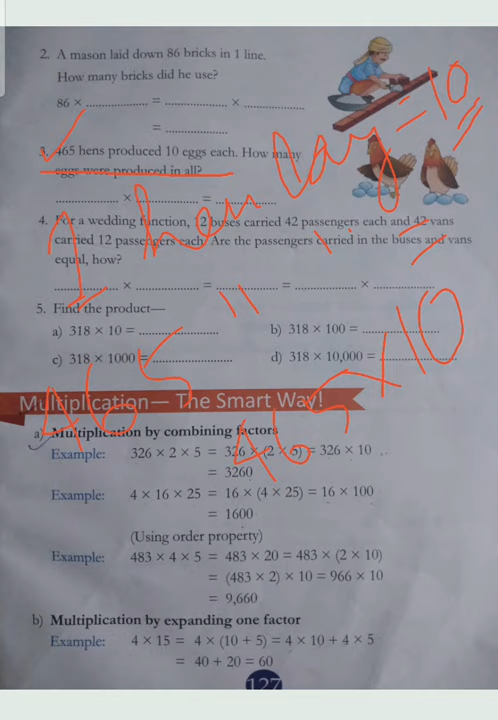 2. A mason laid down 86 bricks in 1 line.
How many bricks did he use?
86 × .................. = .................. × ..................
= ..................
3. 465 hens produced 10 eggs each. How many
eggs were produced in all?
.................. × .................. = ..................
1 hen lay = 10
4. For a wedding function, 12 buses carried 42 passengers each and 42 vans
carried 12 passengers each. Are the passengers carried in the buses and vans
equal, how?
.................. × .................. = .................. = .................. × ..................
5. Find the product—
a) 318 × 10 = ..................
b) 318 × 100 = ..................
c) 318 × 1000 = ..................
d) 318 × 10,000 = ..................
465 " 465 × 10
Multiplication— The Smart Way!
a) Multiplication by combining factors
Example: 326 × 2 × 5 = 326 × (2 × 5) = 326 × 10
= 3260
Example: 4 × 16 × 25 = 16 × (4 × 25) = 16 × 100
= 1600
(Using order property)
Example: 483 × 4 × 5 = 483 × 20 = 483 × (2 × 10)
= (483 × 2) × 10 = 966 × 10
= 9,660
b) Multiplication by expanding one factor
Example: 4 × 15 = 4 × (10 + 5) = 4 × 10 + 4 × 5
= 40 + 20 = 60
127